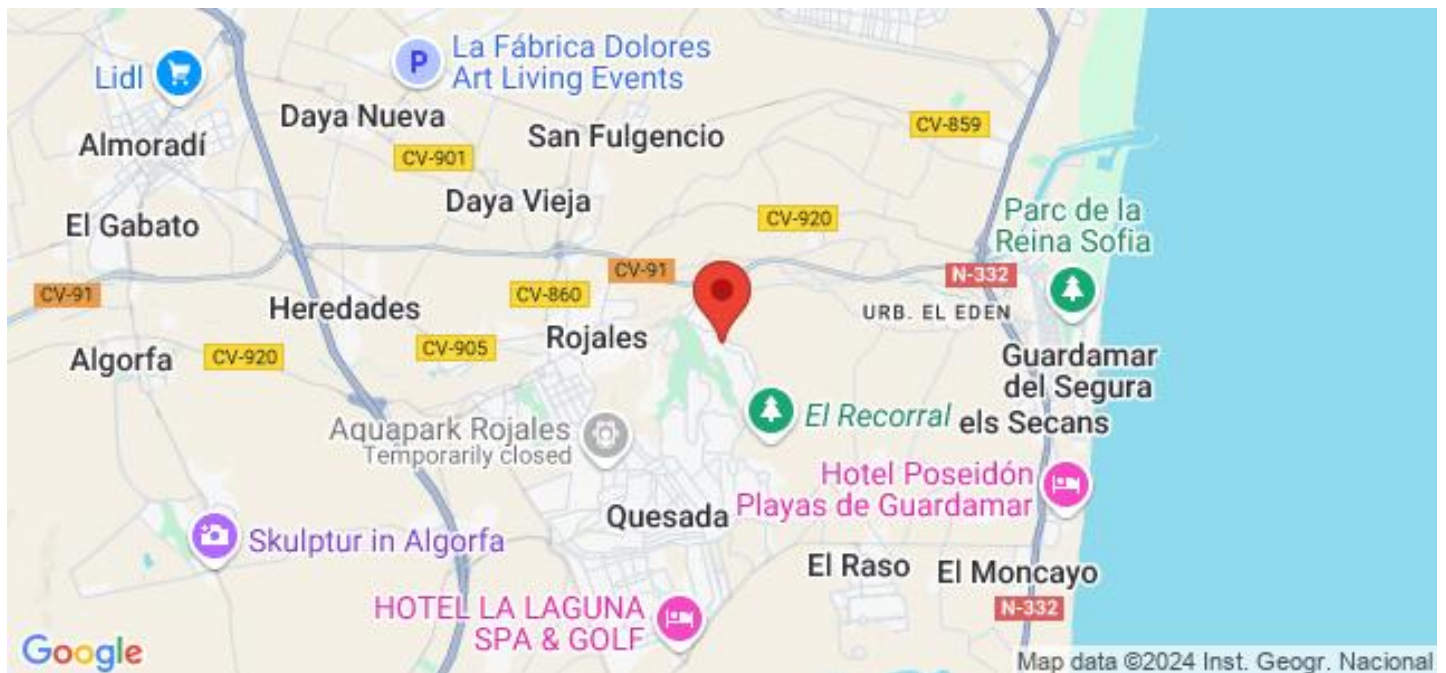 La Fábrica Dolores
Art Living Events
P
Lidl
Daya Nueva
San Fulgencio
CV-859
Almoradí
CV-901
Daya Vieja
Parc de la
Reina Sofia
El Gabato
CV-920
CV-91
N-332
CV-91
CV-860
Heredades
URB. EL EDEN
Rojales
Algorfa
CV-920
CV-905
Guardamar
del Segura
El Recorral
els Secans
Aquapark Rojales
Temporarily closed
Hotel Poseidón
Playas de Guardamar
Quesada
Skulptur in Algorfa
El Raso
El Moncayo
HOTEL LA LAGUNA
SPA & GOLF
N-332
Google
Map data ©2024 Inst. Geogr. Nacional